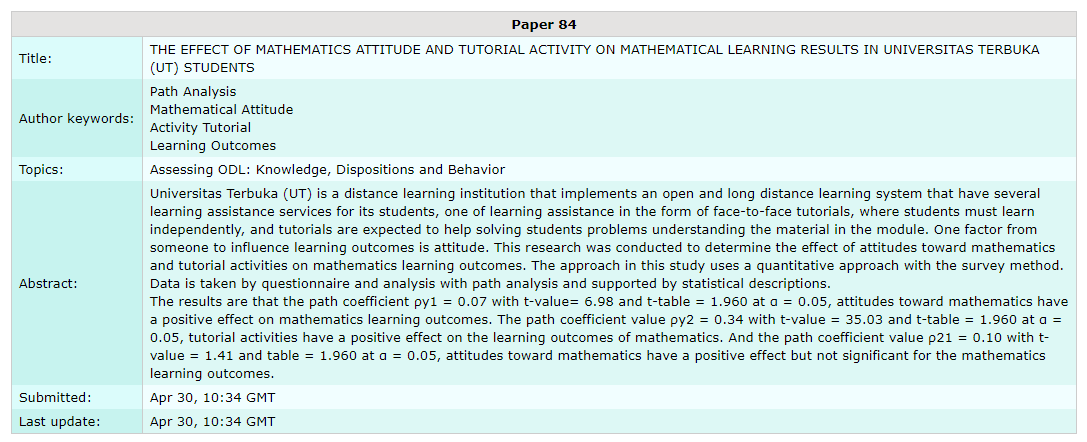 Paper 84
Title:
THE EFFECT OF MATHEMATICS ATTITUDE AND TUTORIAL ACTIVITY ON MATHEMATICAL LEARNING RESULTS IN UNIVERSITAS TERBUKA
(UT) STUDENTS
Author keywords:
Path Analysis
Mathematical Attitude
Activity Tutorial
Learning Outcomes
Topics:
Assessing ODL: Knowledge, Dispositions and Behavior
Abstract:
Universitas Terbuka (UT) is a distance learning institution that implements an open and long distance learning system that have several
learning assistance services for its students, one of learning assistance in the form of face-to-face tutorials, where students must learn
independently, and tutorials are expected to help solving students problems understanding the material in the module. One factor from
someone to influence learning outcomes is attitude. This research was conducted to determine the effect of attitudes toward mathematics
and tutorial activities on mathematics learning outcomes. The approach in this study uses a quantitative approach with the survey method.
Data is taken by questionnaire and analysis with path analysis and supported by statistical descriptions.
The results are that the path coefficient ρy1 = 0.07 with t-value= 6.98 and t-table = 1.960 at α = 0.05, attitudes toward mathematics have
a positive effect on mathematics learning outcomes. The path coefficient value ρy2 = 0.34 with t-value = 35.03 and t-table = 1.960 at α =
0.05, tutorial activities have a positive effect on the learning outcomes of mathematics. And the path coefficient value ρ21 = 0.10 with t-
value = 1.41 and table = 1.960 at α = 0.05, attitudes toward mathematics have a positive effect but not significant for the mathematics
learning outcomes.
Submitted:
Apr 30, 10:34 GMT
Last update:
Apr 30, 10:34 GMT